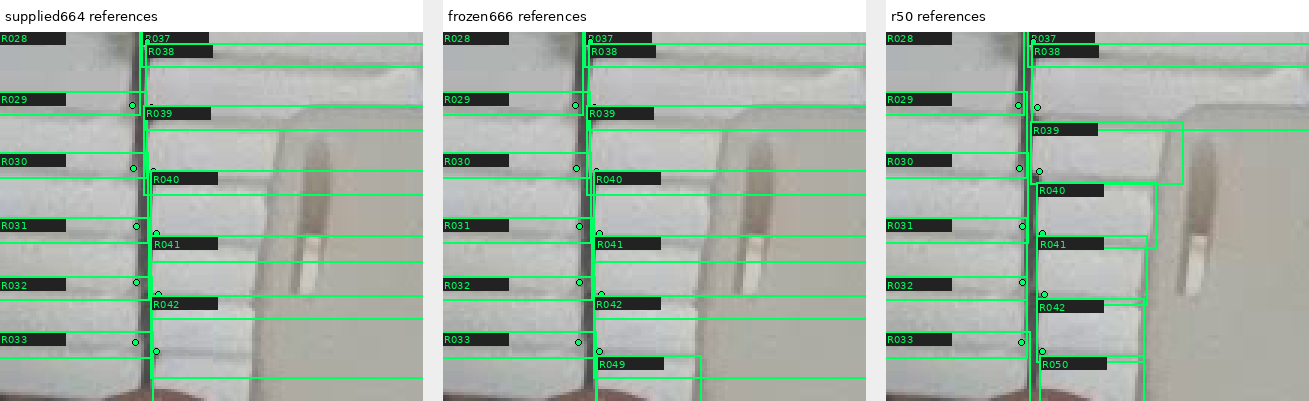 supplied664 references
R028
R037
R038
R029
R039
R030
R040
R031
R041
R032
R042
R033
frozen666 references
R028
R037
R038
R029
R039
R030
R040
R031
R041
R032
R042
R033
R049
r50 references
R028
R037
R038
R029
R039
R030
R040
R031
R041
R032
R042
R033
R050